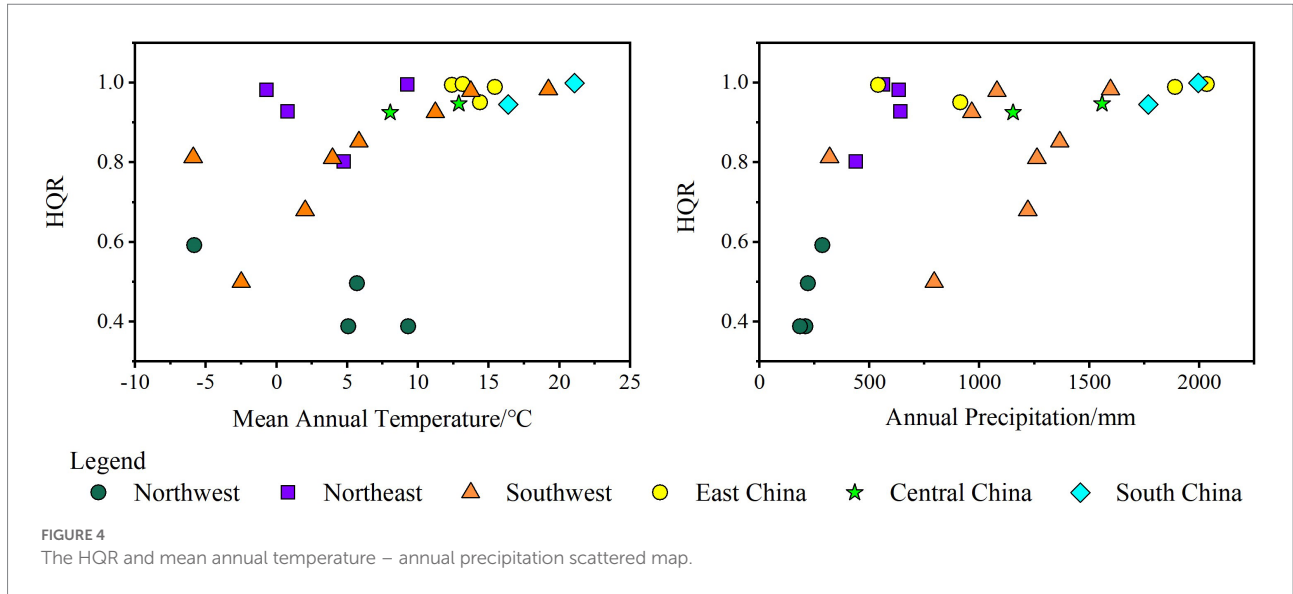 HQR
1.0
0.8
0.6
0.4
-10 -5 0 5 10 15 20 25
Mean Annual Temperature/°C
HQR
1.0
0.8
0.6
0.4
0 500 1000 1500 2000
Annual Precipitation/mm
Legend
Northwest Northeast Southwest East China Central China South China
FIGURE 4
The HQR and mean annual temperature – annual precipitation scattered map.